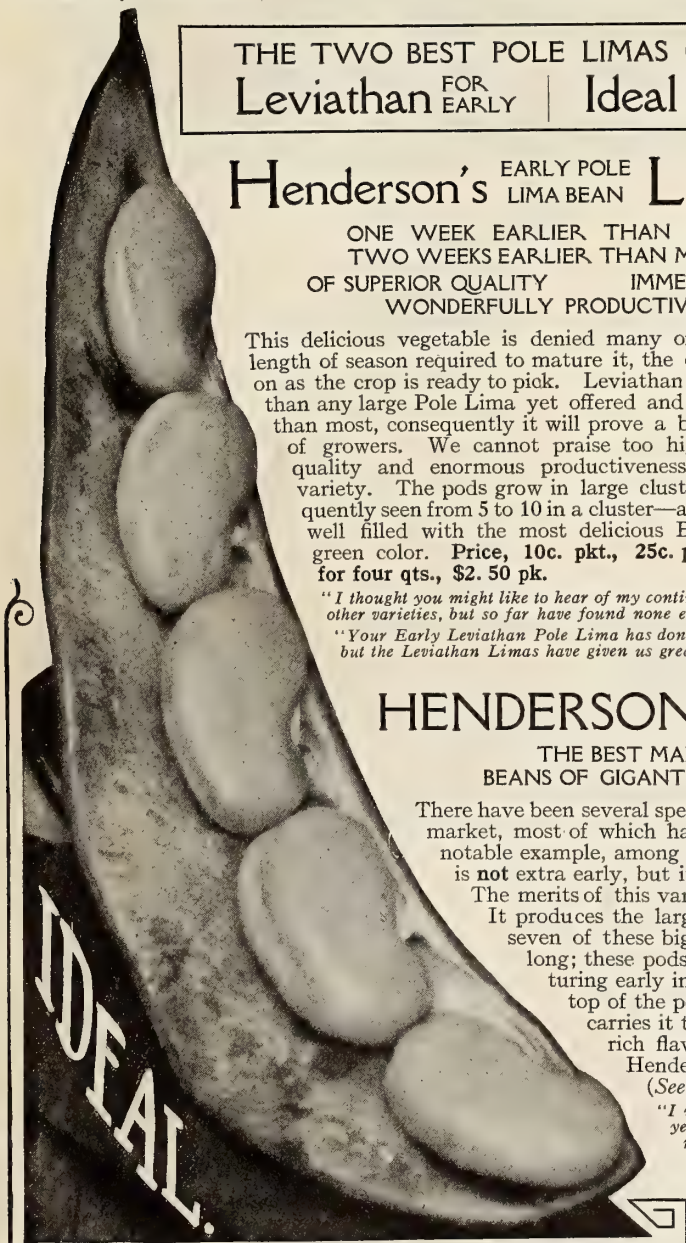 THE TWO BEST POLE LIMAS
Leviathan FOR EARLY | Ideal
Henderson's EARLY POLE LIMA BEAN L
ONE WEEK EARLIER THAN
TWO WEEKS EARLIER THAN M
OF SUPERIOR QUALITY IMME
WONDERFULLY PRODUCTIV
This delicious vegetable is denied many o
length of season required to mature it, the
on as the crop is ready to pick. Leviathan
than any large Pole Lima yet offered and
than most, consequently it will prove a b
of growers. We cannot praise too hi
quality and enormous productiveness
variety. The pods grow in large clust
quently seen from 5 to 10 in a cluster—a
well filled with the most delicious
green color. Price, 10c. pkt., 25c. p
for four qts., $2.50 pk.
"I thought you might like to hear of my conti-
other varieties, but so far have found none e
"Your Early Leviathan Pole Lima has don
but the Leviathan Limas have given us grea
HENDERSON
THE BEST MA
BEANS OF GIGANT
There have been several spe
market, most of which ha
notable example, among
is not extra early, but i
The merits of this var
It produces the larg
seven of these big
long; these pods
turing early in
top of the p
carries it t
rich flav
Hende
(See
"I
ye
IDEAL.